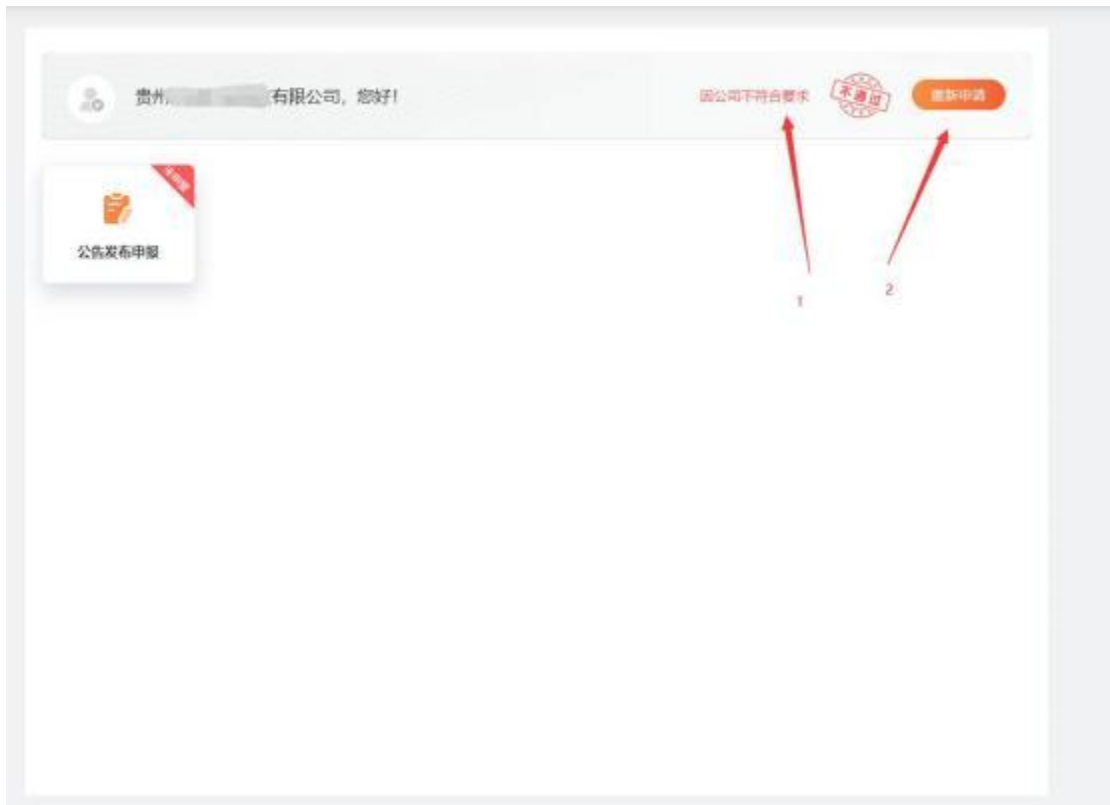 贵州
有限公司，您好！
因公司不符合要求
不通过
重新申请
公告发布申报
1
2